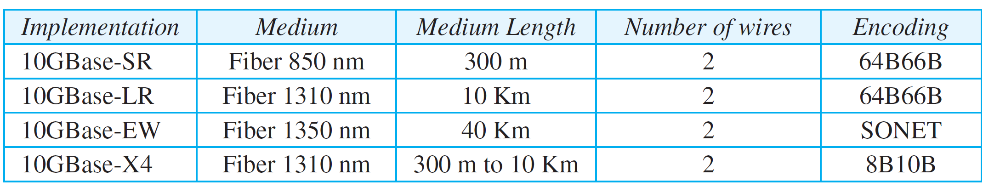 Implementation Medium Medium Length Number of wires Encoding
10GBase-SR Fiber 850 nm 300 m 2 64B66B
10GBase-LR Fiber 1310 nm 10 Km 2 64B66B
10GBase-EW Fiber 1350 nm 40 Km 2 SONET
10GBase-X4 Fiber 1310 nm 300 m to 10 Km 2 8B10B